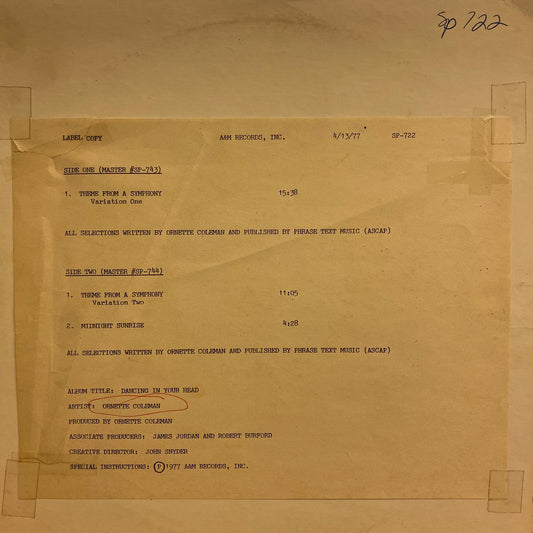 Sp 722
LABEL COPY A&M RECORDS, INC. 4/13/77 SP-722
SIDE ONE (MASTER #SP-743)
1. THEME FROM A SYMPHONY 15:38
Variation One
ALL SELECTIONS WRITTEN BY ORNETTE COLEMAN AND PUBLISHED BY PHRASE TEXT MUSIC (ASCAP)
SIDE TWO (MASTER #SP-744)
1. THEME FROM A SYMPHONY 11:05
Variation Two
2. MIDNIGHT SUNRISE 4:28
ALL SELECTIONS WRITTEN BY ORNETTE COLEMAN AND PUBLISHED BY PHRASE TEXT MUSIC (ASCAP)
ALBUM TITLE: DANCING IN YOUR HEAD
ARTIST: ORNETTE COLEMAN
PRODUCED BY ORNETTE COLEMAN
ASSOCIATE PRODUCERS: JAMES JORDAN AND ROBERT BURFORD
CREATIVE DIRECTOR: JOHN SNYDER
SPECIAL INSTRUCTIONS: Ⓟ 1977 A&M RECORDS, INC.